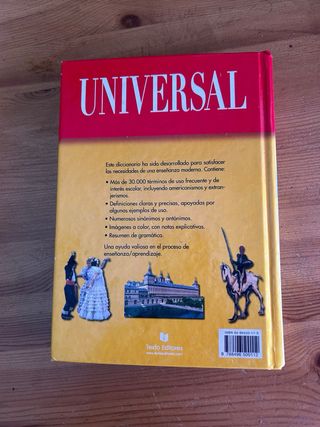 UNIVERSAL
Este diccionario ha sido desarrollado para satisfacer
las necesidades de una enseñanza moderna. Contiene:
• Más de 30.000 términos de uso frecuente y de
interés escolar, incluyendo americanismos y extran-
jerismos.
• Definiciones claras y precisas, apoyadas por
algunos ejemplos de uso.
• Numerosos sinónimos y antónimos.
• Imágenes a color, con notas explicativas.
• Resumen de gramática.
Una ayuda valiosa en el proceso de
enseñanza/aprendizaje.
Texto Editores